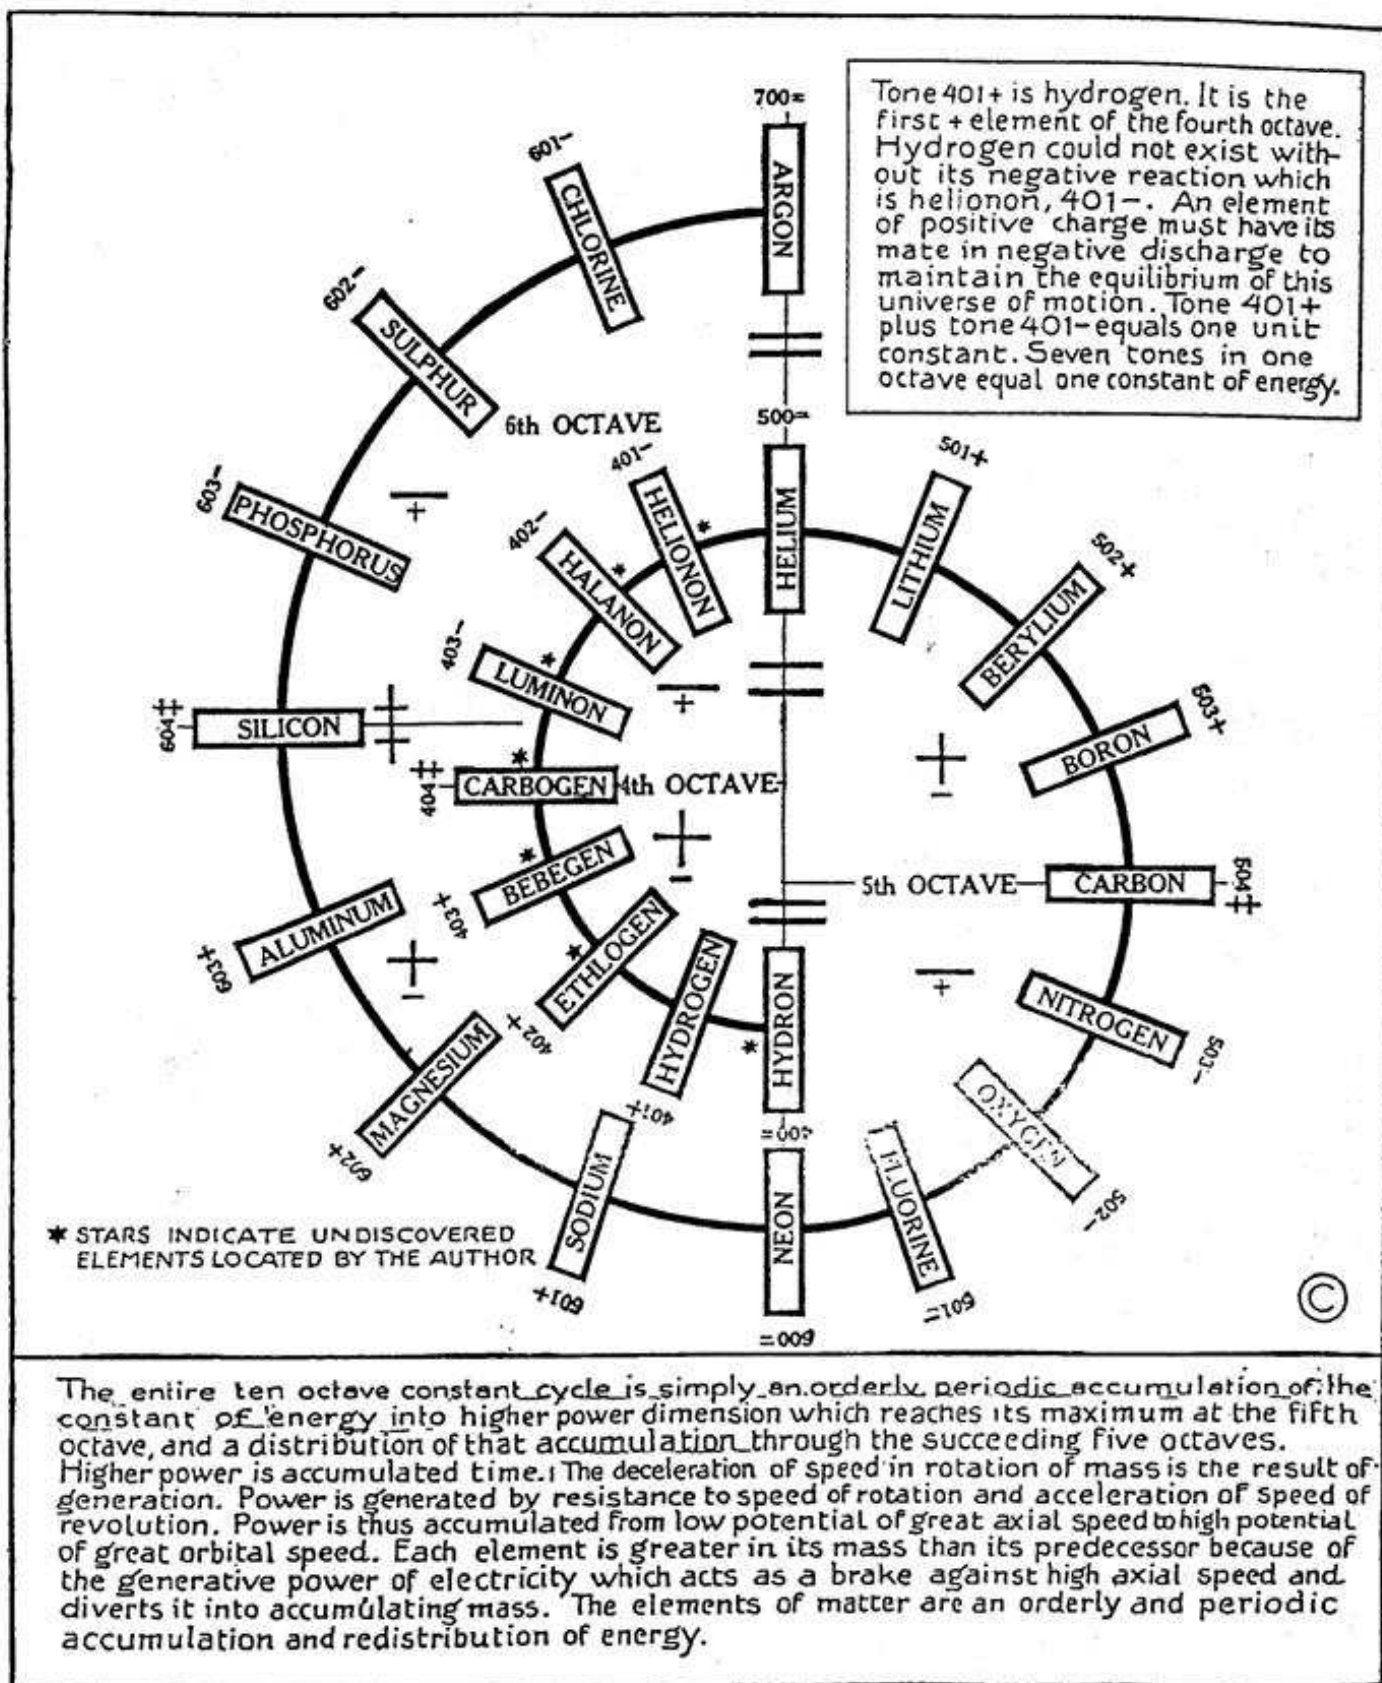 700=
ARGON
Tone 401+ is hydrogen. It is the
first + element of the fourth octave.
Hydrogen could not exist with-
out its negative reaction which
is helionon, 401-. An element
of positive charge must have its
mate in negative discharge to
maintain the equilibrium of this
universe of motion. Tone 401+
plus tone 401- equals one unit
constant. Seven tones in one
octave equal one constant of energy.
601-
CHLORINE
602-
SULPHUR
6th OCTAVE
603-
PHOSPHORUS
+
500=
HELIUM
401-
HELIONON
*
402-
HALANON
*
403-
LUMINON
*
+
501+
LITHIUM
502+
BERYLIUM
603+
BORON
+
-
604‡
SILICON
404‡
CARBOGEN
*
4th OCTAVE
+
-
5th OCTAVE
CARBON
504‡
403+
BEBEGEN
*
402+
ETHLOGEN
*
401+
HYDROGEN
HYDRON
*
400=
+
NITROGEN
503-
OXYGEN
502-
FLUORINE
601=
603+
ALUMINUM
+
-
602+
MAGNESIUM
601+
SODIUM
NEON
600=
* STARS INDICATE UNDISCOVERED
ELEMENTS LOCATED BY THE AUTHOR
©
The entire ten octave constant cycle is simply an orderly periodic accumulation of the
constant of energy into higher power dimension which reaches its maximum at the fifth
octave, and a distribution of that accumulation through the succeeding five octaves.
Higher power is accumulated time. The deceleration of speed in rotation of mass is the result of
generation. Power is generated by resistance to speed of rotation and acceleration of speed of
revolution. Power is thus accumulated from low potential of great axial speed to high potential
of great orbital speed. Each element is greater in its mass than its predecessor because of
the generative power of electricity which acts as a brake against high axial speed and
diverts it into accumulating mass. The elements of matter are an orderly and periodic
accumulation and redistribution of energy.